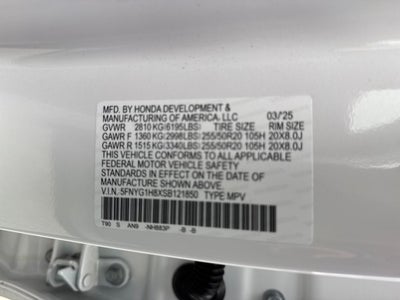 MFD. BY HONDA DEVELOPMENT &
MANUFACTURING OF AMERICA, LLC 03/25
GVWR 2810 KG(6195LBS) TIRE SIZE RIM SIZE
GAWR F 1360 KG(2998LBS) 255/50R20 105H 20X8.0J
GAWR R 1515 KG(3340LBS) 255/50R20 105H 20X8.0J
THIS VEHICLE CONFORMS TO ALL APPLICABLE
FEDERAL MOTOR VEHICLE SAFETY
STANDARDS IN EFFECT ON THE DATE OF
MANUFACTURE SHOWN ABOVE.
V.I.N. 5FNYG1H8XSB121850 TYPE MPV
T90 S AN9 -NH883P -B -B